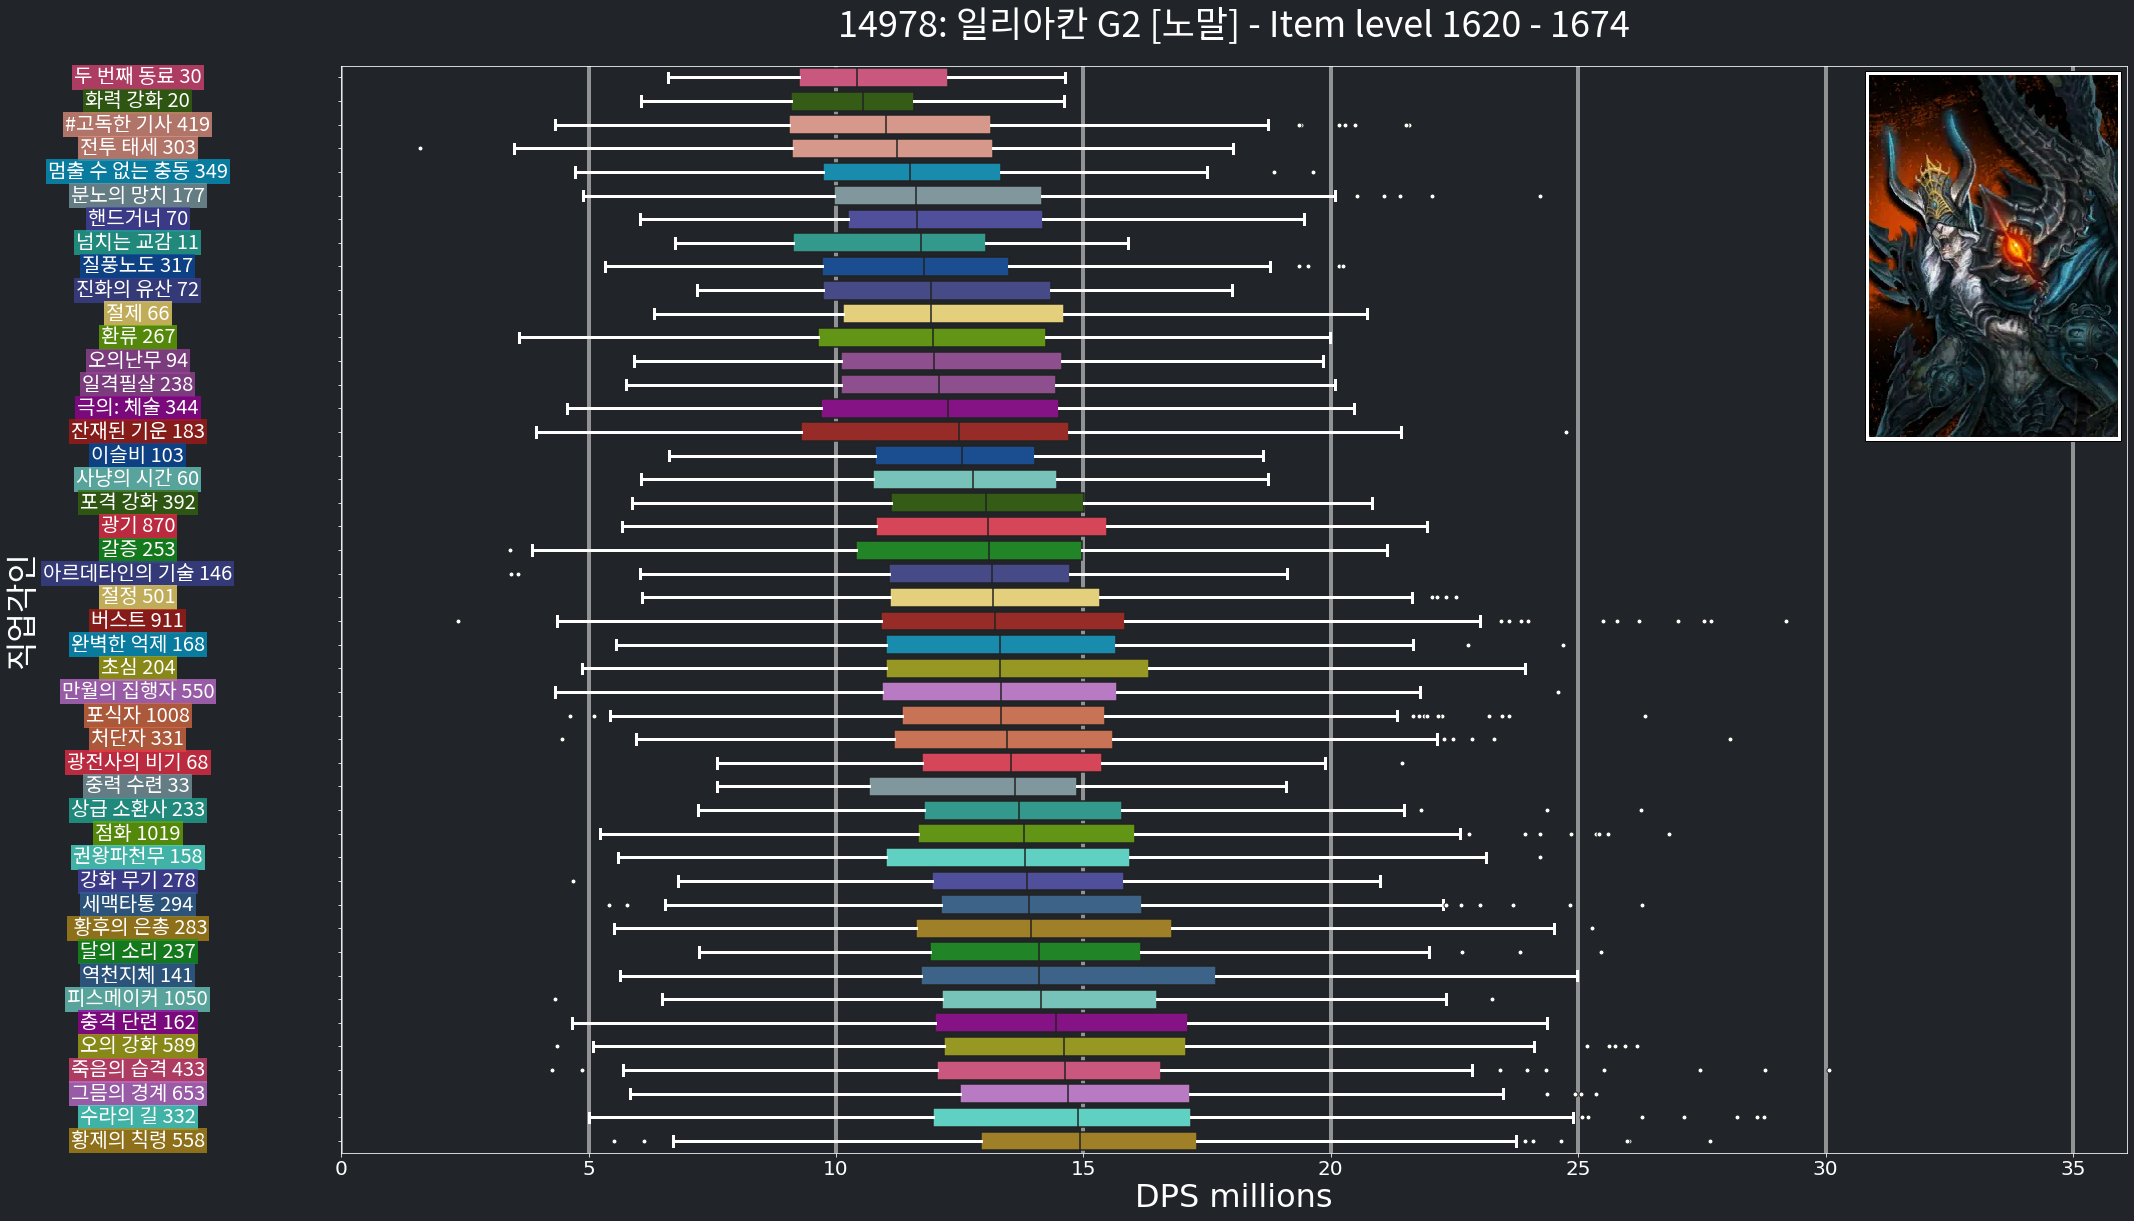 14978: 일리아칸 G2 [노말] - Item level 1620 - 1674
두 번째 동료 30
화력 강화 20
#고독한 기사 419
전투 태세 303
멈출 수 없는 충동 349
분노의 망치 177
핸드거너 70
넘치는 교감 11
질풍노도 317
진화의 유산 72
절제 66
환류 267
오의난무 94
일격필살 238
극의: 체술 344
잔재된 기운 183
이슬비 103
사냥의 시간 60
포격 강화 392
광기 870
갈증 253
아르데타인의 기술 146
절정 501
버스트 911
완벽한 억제 168
초심 204
만월의 집행자 550
포식자 1008
처단자 331
광전사의 비기 68
중력 수련 33
상급 소환사 233
점화 1019
권왕파천무 158
강화 무기 278
세맥타통 294
황후의 은총 283
달의 소리 237
역천지체 141
피스메이커 1050
충격 단련 162
오의 강화 589
죽음의 습격 433
그믐의 경계 653
수라의 길 332
황제의 칙령 558
직업각인
0 5 10 15 20 25 30 35
DPS millions